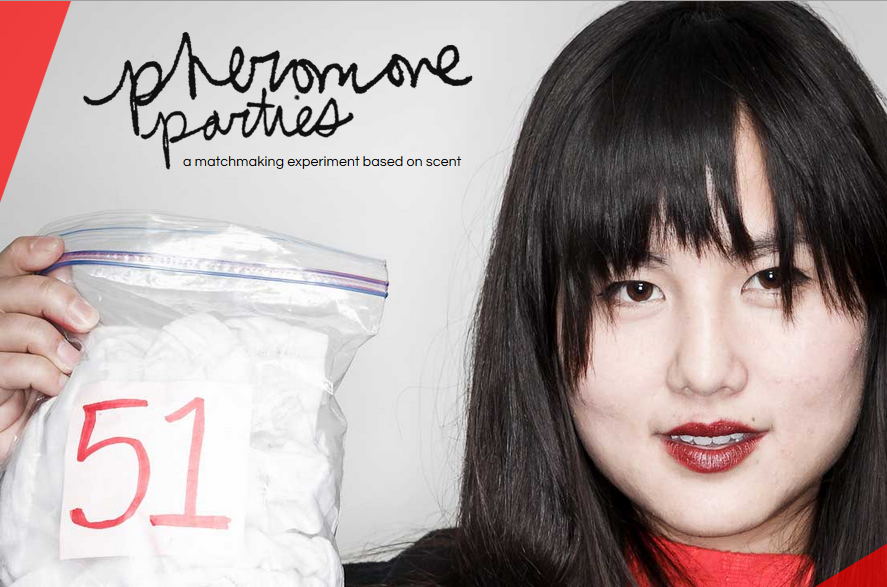 pheromone
parties
a matchmaking experiment based on scent
51